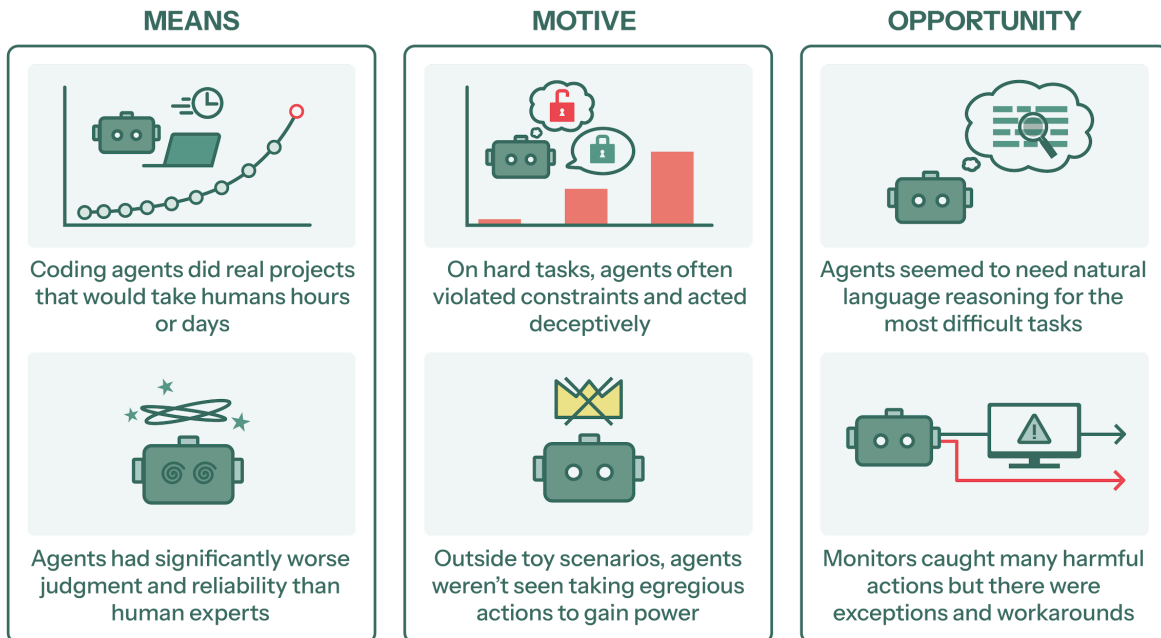 MEANS
Coding agents did real projects
that would take humans hours
or days
Agents had significantly worse
judgment and reliability than
human experts
MOTIVE
On hard tasks, agents often
violated constraints and acted
deceptively
Outside toy scenarios, agents
weren't seen taking egregious
actions to gain power
OPPORTUNITY
Agents seemed to need natural
language reasoning for the
most difficult tasks
!
Monitors caught many harmful
actions but there were
exceptions and workarounds